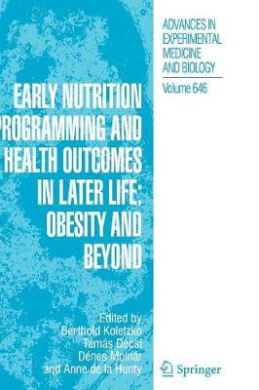 ADVANCES IN
EXPERIMENTAL
MEDICINE
AND BIOLOGY
Volume 646
EARLY NUTRITION
PROGRAMMING AND
HEALTH OUTCOMES
IN LATER LIFE:
OBESITY AND
BEYOND
Edited by
Berthold Koletzko
Tamás Decsi
Dénes Molnár
and Anne de la Hunty
Springer